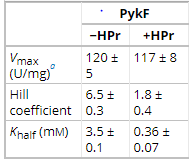 PykF
−HPr +HPr
Vmax 120 ± 117 ± 8
(U/mg)a 5
Hill 6.5 ± 1.8 ±
coefficient 0.3 0.4
Khalf (mM) 3.5 ± 0.36 ±
0.1 0.07